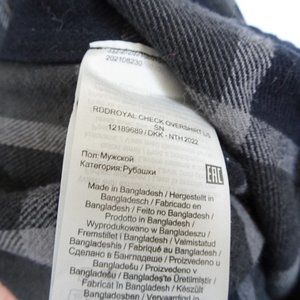 202108230
RDDROYAL CHECK OVERSHIRT L/S
SN
12189689 / DKK - NTH 2022
Пол: Мужской
Категория: Рубашки
EAC
Made in Bangladesh / Hergestellt in
Bangladesch / Fabricado en
Bangladesh / Feito no Bangladesh /
Prodotto in Bangladesh /
Wyprodukowano w Bangladeszu /
Fremstillet i Bangladesh / Valmistatud
Bangladeshis / Fabriqué au Bangladesh /
Сделано в Бангладеше / Proizvedeno u
Bangladešu / Proizvedeno v
Bangladešu / Bangladeş'te Üretilmiştir /
Fabricat în Bangladesh / Készült
Bangladesben / Vervaardigd in